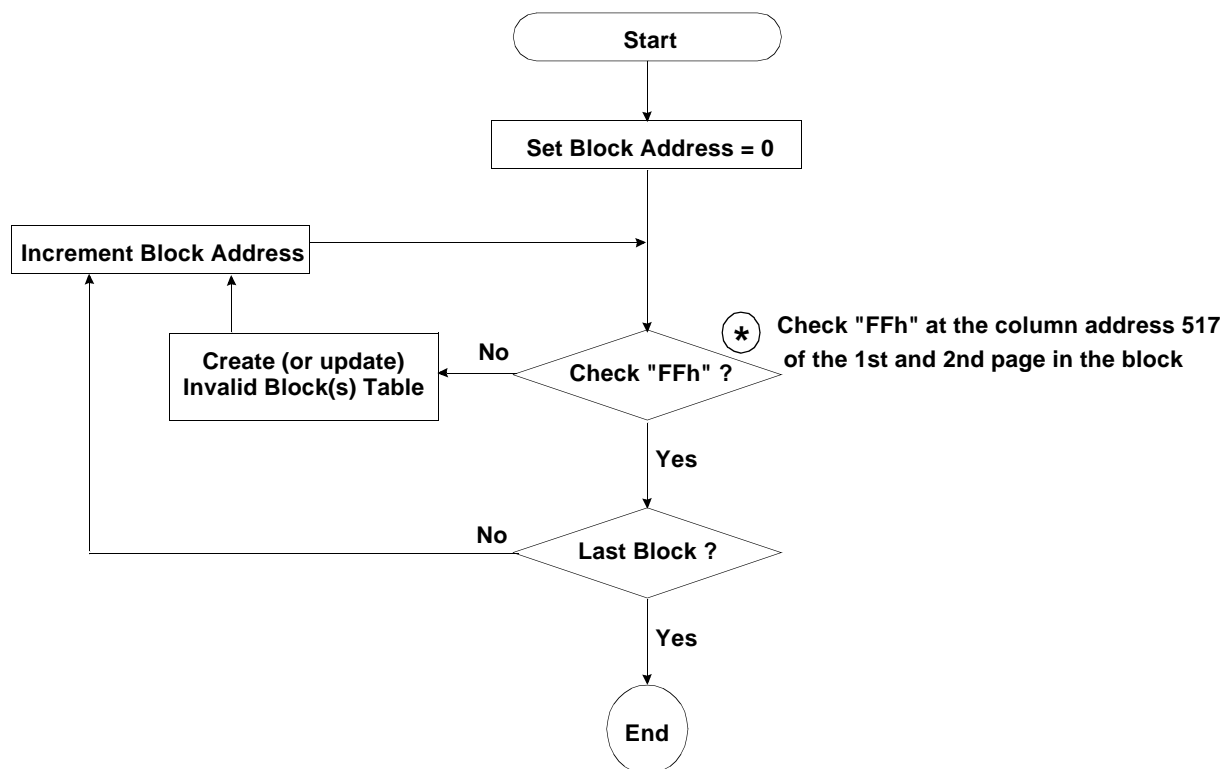 Start
Set Block Address = 0
Increment Block Address
*
Check "FFh" at the column address 517
of the 1st and 2nd page in the block
No
Create (or update)
Invalid Block(s) Table
Check "FFh" ?
Yes
No
Last Block ?
Yes
End